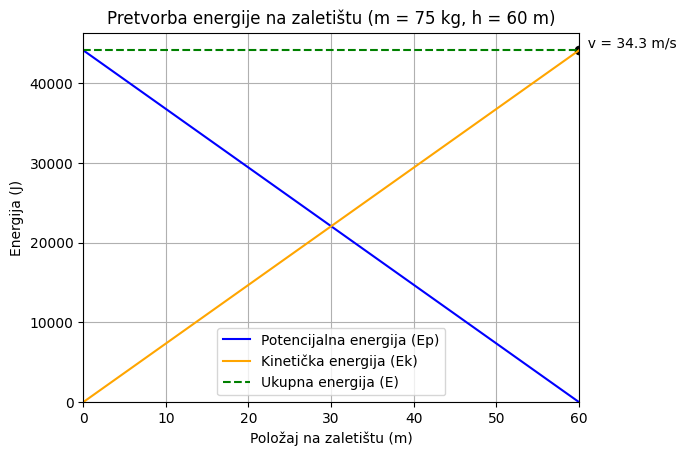 Pretvorba energije na zaletištu (m = 75 kg, h = 60 m)
v = 34.3 m/s
Energija (J)
40000
30000
20000
10000
0
Potencijalna energija (Ep)
Kinetička energija (Ek)
Ukupna energija (E)
0 10 20 30 40 50 60
Položaj na zaletištu (m)